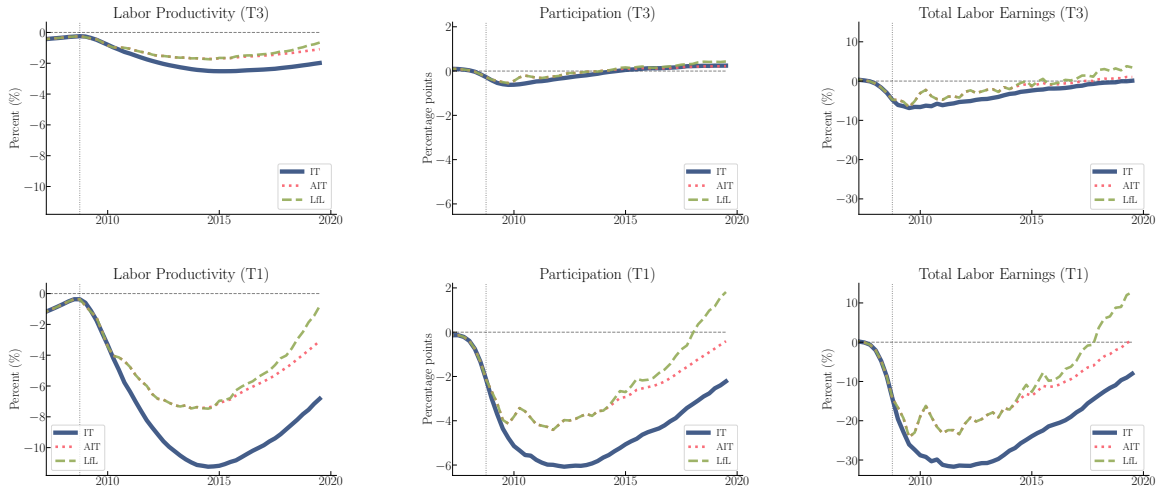 Labor Productivity (T3)
Percent (%)
0
−2
−4
−6
−8
−10
2010
2015
2020
IT
AIT
LfL
Participation (T3)
Percentage points
2
0
−2
−4
−6
2010
2015
2020
IT
AIT
LfL
Total Labor Earnings (T3)
Percent (%)
10
0
−10
−20
−30
2010
2015
2020
IT
AIT
LfL
Labor Productivity (T1)
Percent (%)
0
−2
−4
−6
−8
−10
2010
2015
2020
IT
AIT
LfL
Participation (T1)
Percentage points
2
0
−2
−4
−6
2010
2015
2020
IT
AIT
LfL
Total Labor Earnings (T1)
Percent (%)
10
0
−10
−20
−30
2010
2015
2020
IT
AIT
LfL